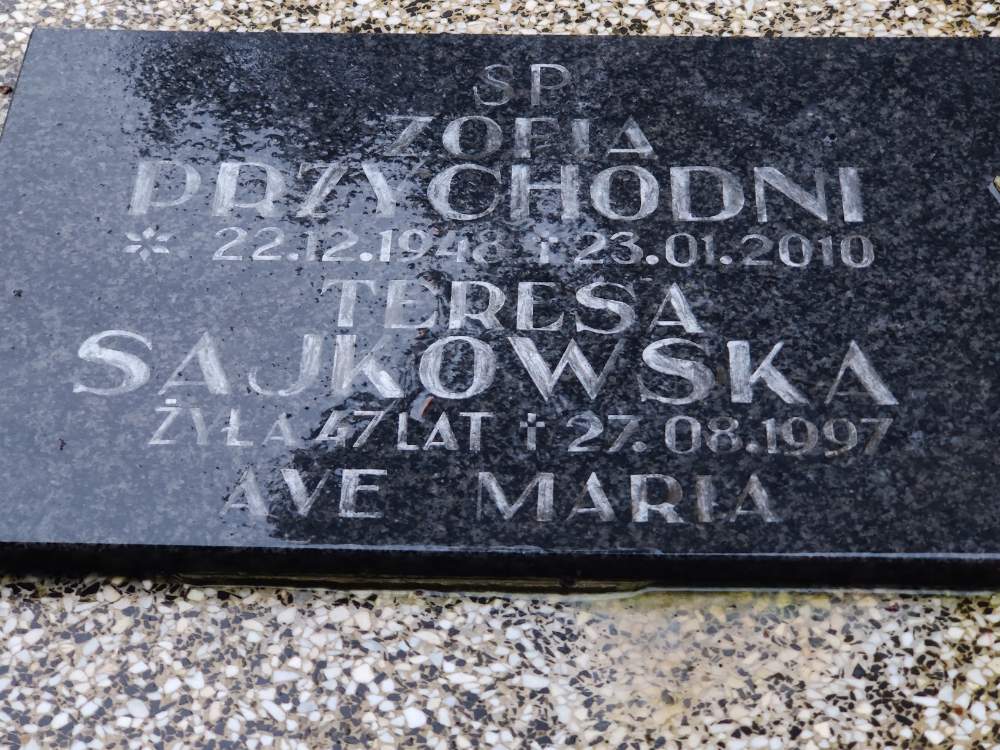 SP
ZOFIA
PRZYCHODNI
* 22.12.1948 † 23.01.2010
TERESA
SAJKOWSKA
ŻYŁA 47 LAT † 27.08.1997
AVE MARIA